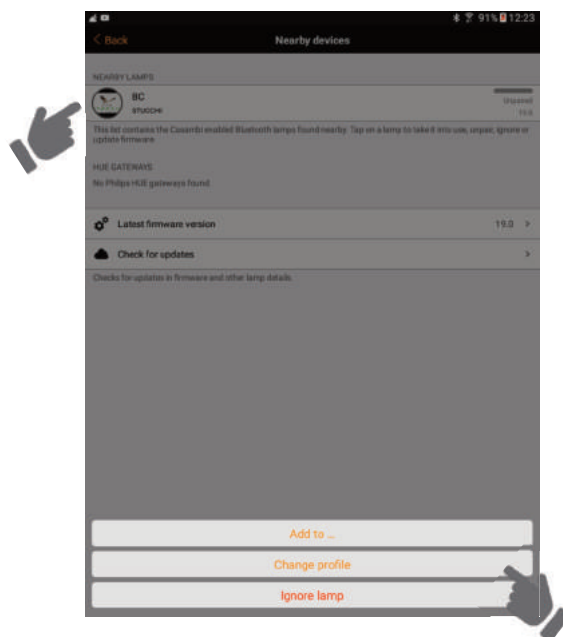 91% 12:23
< Back
Nearby devices
NEARBY LAMPS
BC
STUCCHI
Unpaired
19.0
This list contains the Casambi enabled Bluetooth lamps found nearby. Tap on a lamp to take it into use, unpair, ignore or
update firmware.
HUE GATEWAYS
No Philips HUE gateways found
Latest firmware version
19.0 >
Check for updates
>
Checks for updates in firmware and other lamp details.
Add to ...
Change profile
Ignore lamp